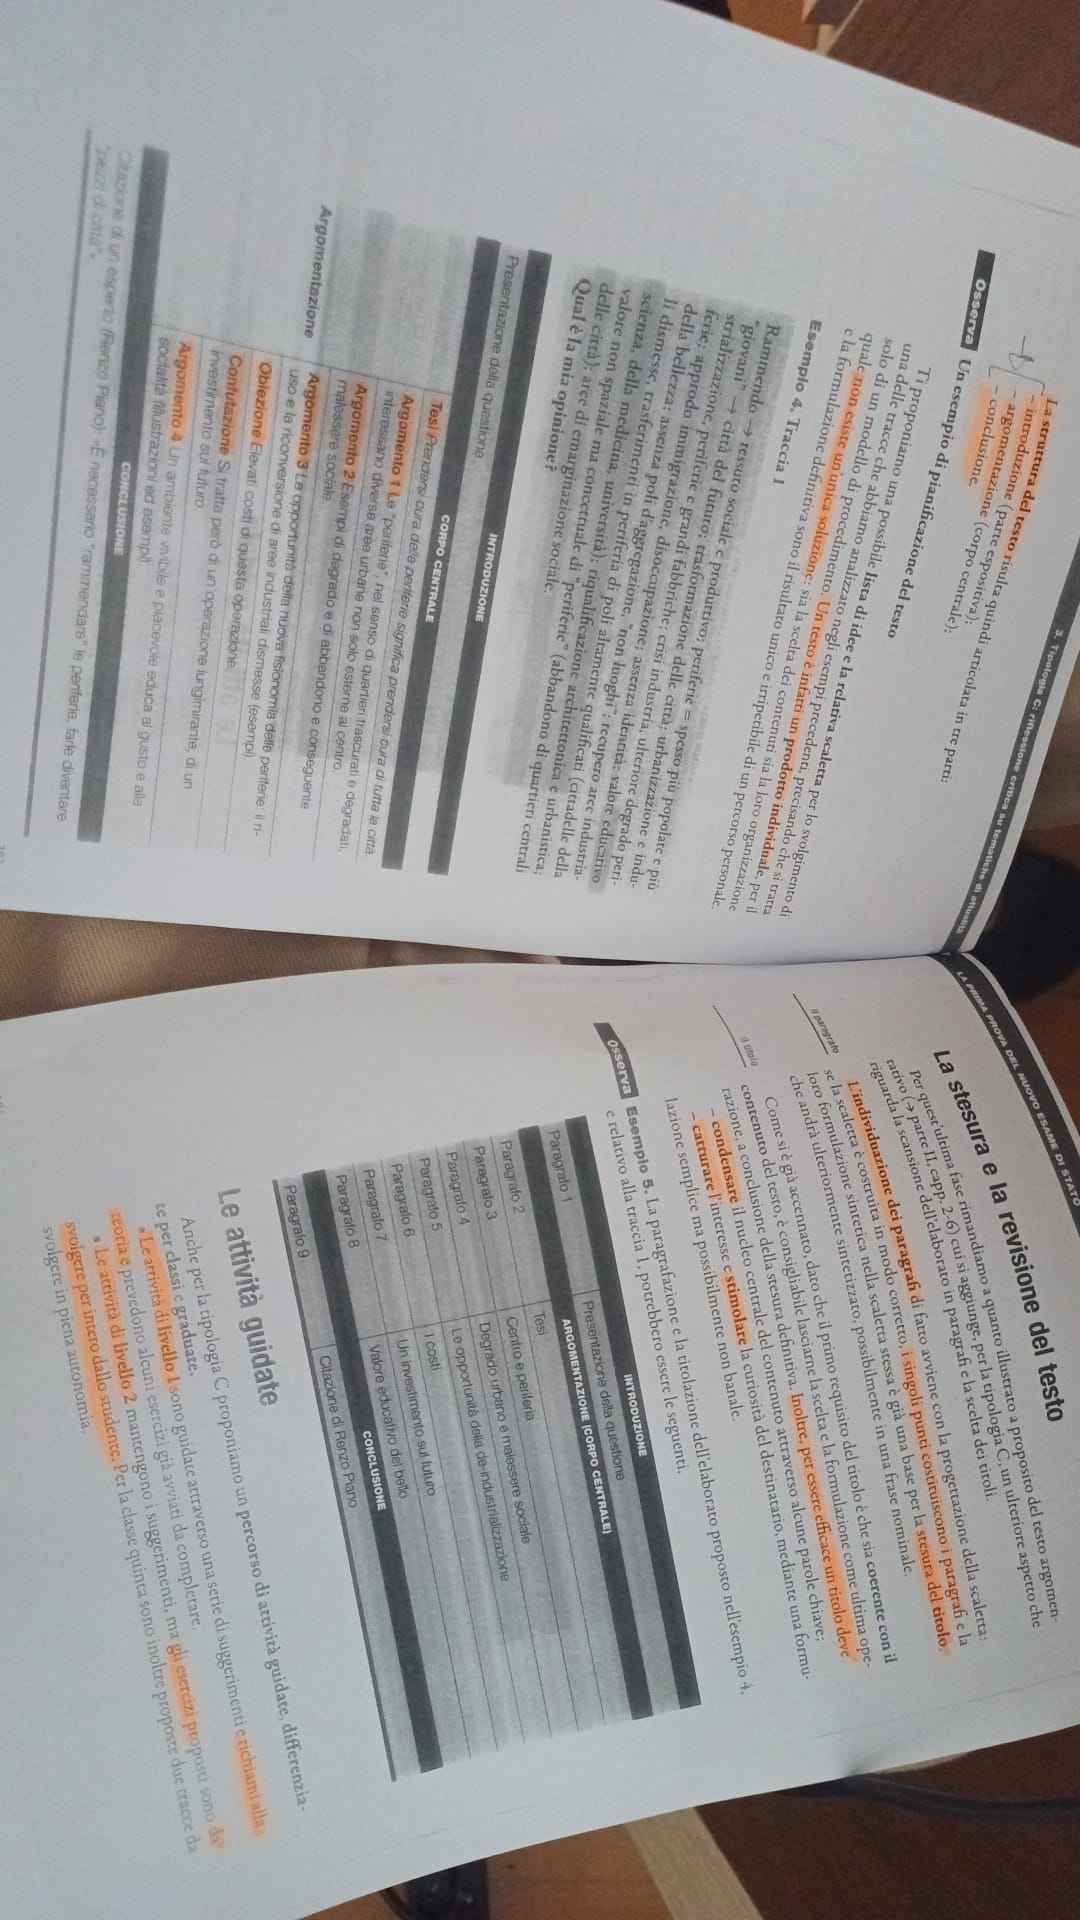 3. Tipologia C: riflessione critica su tematiche di attualità
La struttura del testo risulta quindi articolata in tre parti:
– introduzione (parte espositiva);
– argomentazione (corpo centrale);
– conclusione.
Osserva Un esempio di pianificazione del testo
Ti proponiamo una possibile lista di idee e la relativa scaletta per lo svolgimento di
una delle tracce che abbiamo analizzato negli esempi precedenti, precisando che si tratta
solo di un modello di procedimento. Un testo è infatti un prodotto individuale, per il
quale non esiste un'unica soluzione: sia la scelta dei contenuti sia la loro organizzazione
e la formulazione definitiva sono il risultato unico e irripetibile di un percorso personale.
Esempio 4. Traccia 1
Rammendo → tessuto sociale e produttivo; periferie = spesso più popolate e più
"giovani" → città del futuro; trasformazione delle città; urbanizzazione e indu-
strializzazione, periferie e grandi fabbriche; crisi industria, ulteriore degrado peri-
ferie; approdo immigrazione, disoccupazione; assenza identità; valore educativo
della bellezza; assenza poli d'aggregazione, "non luoghi"; recupero aree industria-
li dismesse, trasferimenti in periferia di poli altamente qualificati (cittadelle della
scienza, della medicina, università); riqualificazione architettonica e urbanistica;
valore non spaziale ma concettuale di "periferie" (abbandono di quartieri centrali
delle città); aree di emarginazione sociale.
Qual è la mia opinione?
INTRODUZIONE
Presentazione della questione
CORPO CENTRALE
Tesi Prendersi cura delle periferie significa prendersi cura di tutta le città
Argomentazione
Argomento 1 Le "periferie", nel senso di quartieri trascurati e degradati,
interessano diverse aree urbane non solo esterne al centro.
Argomento 2 Esempi di degrado e di abbandono e conseguente
malessere sociale
Argomento 3 Le opportunità della nuova fisionomia delle periferie: il ri-
uso e la riconversione di aree industriali dismesse (esempi).
Obiezione Elevati costi di questa operazione.
Confutazione Si tratta però di un'operazione lungimirante, di un
investimento sul futuro
Argomento 4 Un ambiente vivibile e piacevole educa al gusto e alla
socialità (illustrazioni ed esempi).
CONCLUSIONE
Citazione di un esperto (Renzo Piano): «È necessario "rammendare" le periferie, farle diventare
"pezzi di città"».
LA PRIMA PROVA DEL NUOVO ESAME DI STATO
La stesura e la revisione del testo
Per quest'ultima fase rimandiamo a quanto illustrato a proposito del testo argomen-
tativo (→ parte II, capp. 2-6) cui si aggiunge, per la tipologia C, un ulteriore aspetto che
riguarda la scansione dell'elaborato in paragrafi e la scelta dei titoli.
il paragrafo
L'individuazione dei paragrafi di fatto avviene con la progettazione della scaletta:
se la scaletta è costruita in modo corretto, i singoli punti costituiscono i paragrafi e la
loro formulazione sintetica nella scaletta stessa è già una base per la stesura del titolo,
che andrà ulteriormente sintetizzato, possibilmente in una frase nominale.
il titolo
Come si è già accennato, dato che il primo requisito del titolo è che sia coerente con il
contenuto del testo, è consigliabile lasciarne la scelta e la formulazione come ultima ope-
razione, a conclusione della stesura definitiva. Inoltre, per essere efficace un titolo deve
– condensare il nucleo centrale del contenuto attraverso alcune parole chiave;
– catturare l'interesse e stimolare la curiosità del destinatario, mediante una formu-
lazione semplice ma possibilmente non banale.
Osserva Esempio 5. La paragrafazione e la titolazione dell'elaborato proposto nell'esempio 4,
e relativo alla traccia 1, potrebbero essere le seguenti.
INTRODUZIONE
Paragrafo 1 Presentazione della questione
ARGOMENTAZIONE (CORPO CENTRALE)
Paragrafo 2 Tesi
Paragrafo 3 Centro e periferia
Paragrafo 4 Degrado urbano e malessere sociale
Paragrafo 5 Le opportunità della de-industrializzazione
Paragrafo 6 I costi
Paragrafo 7 Un investimento sul futuro
Paragrafo 8 Valore educativo del bello
CONCLUSIONE
Paragrafo 9 Citazione di Renzo Piano
Le attività guidate
Anche per la tipologia C proponiamo un percorso di attività guidate, differenzia-
te per classi e graduate.
• Le attività di livello 1 sono guidate attraverso una serie di suggerimenti e richiami alla
teoria e prevedono alcuni esercizi già avviati da completare.
• Le attività di livello 2 mantengono i suggerimenti, ma gli esercizi proposti sono da
svolgere per intero dallo studente. Per la classe quinta sono inoltre proposte due tracce da
svolgere in piena autonomia.